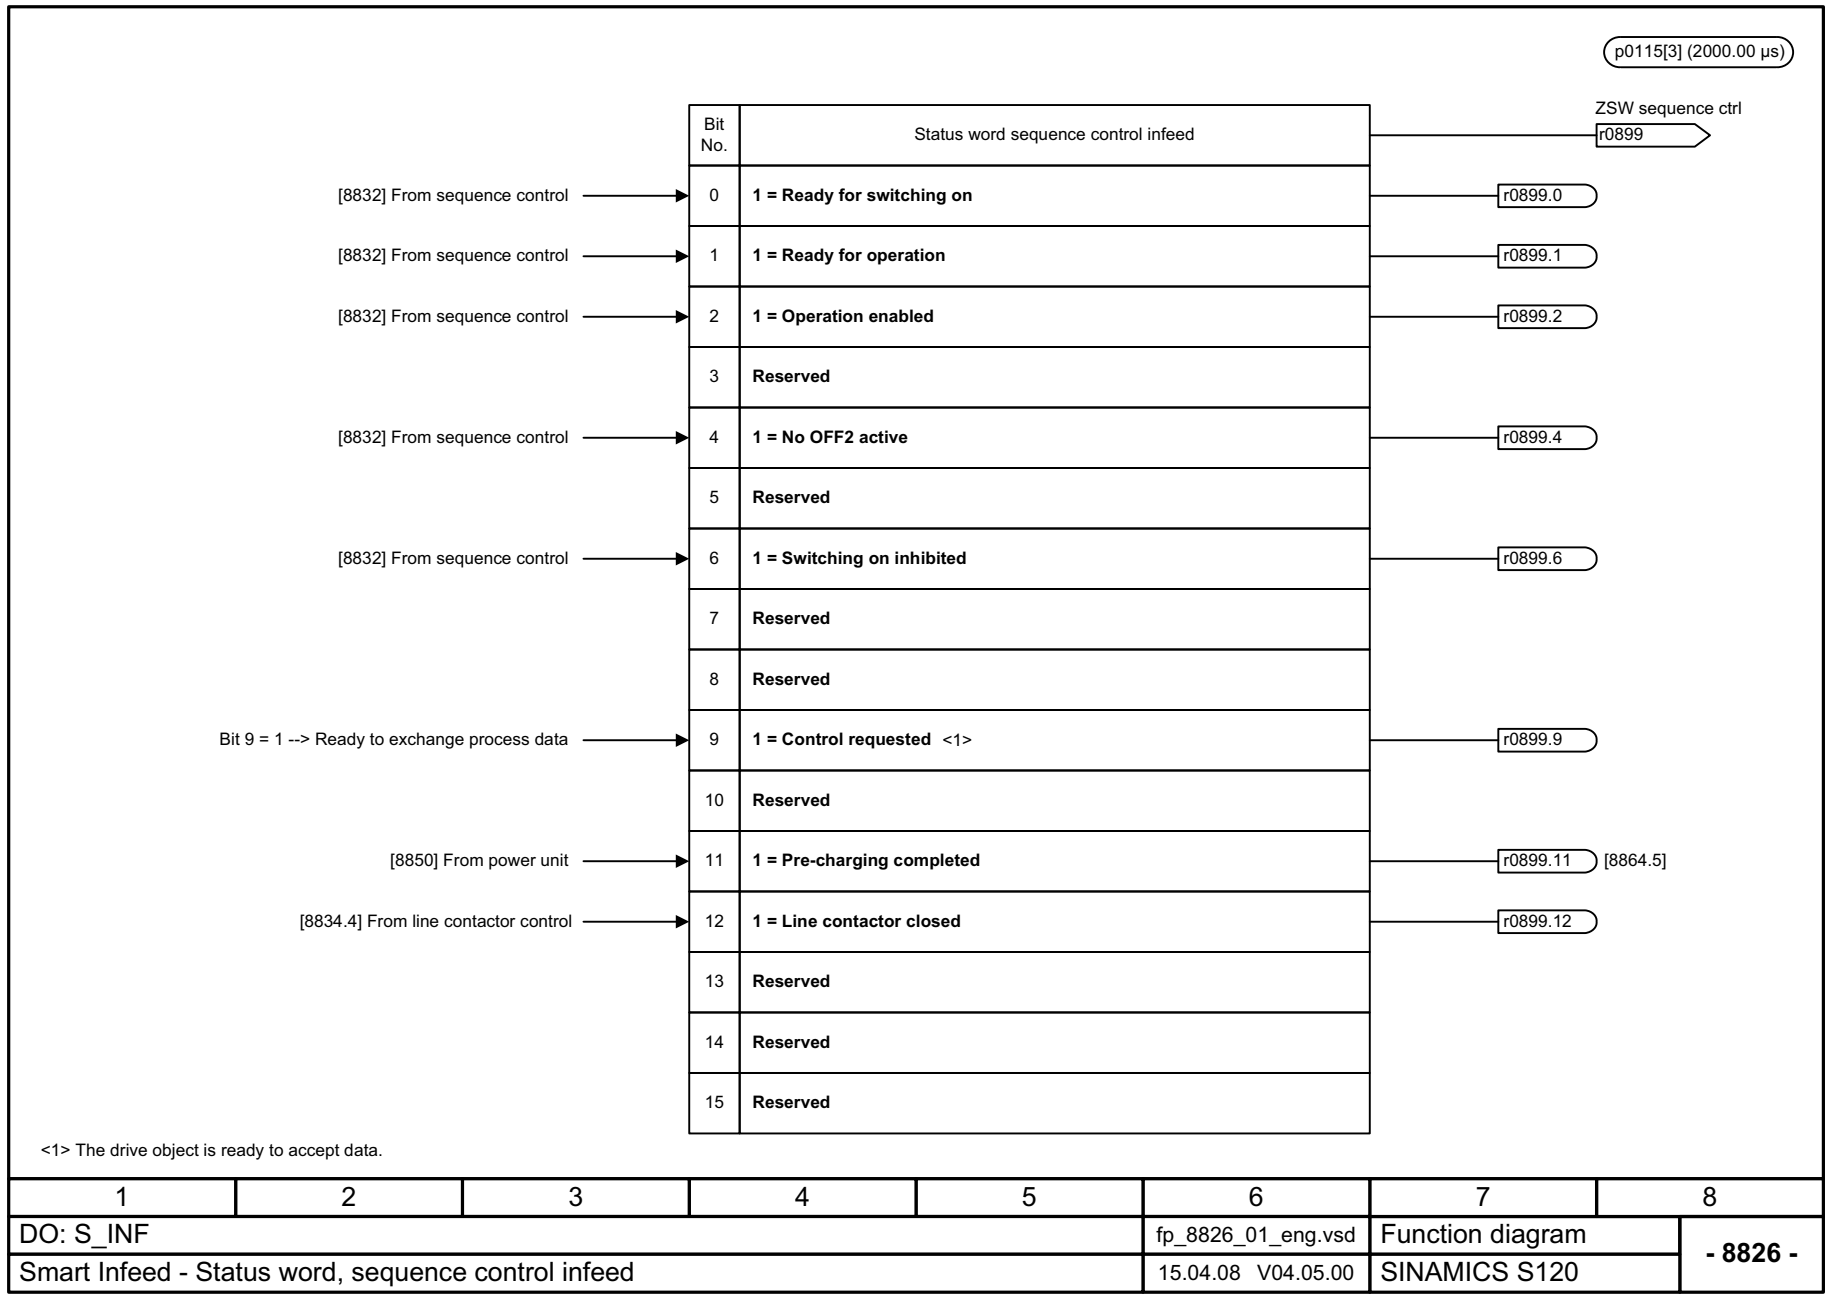 p0115[3] (2000.00 µs)
ZSW sequence ctrl
Bit No. Status word sequence control infeed r0899
[8832] From sequence control 0 1 = Ready for switching on r0899.0
[8832] From sequence control 1 1 = Ready for operation r0899.1
[8832] From sequence control 2 1 = Operation enabled r0899.2
3 Reserved
[8832] From sequence control 4 1 = No OFF2 active r0899.4
5 Reserved
[8832] From sequence control 6 1 = Switching on inhibited r0899.6
7 Reserved
8 Reserved
Bit 9 = 1 --> Ready to exchange process data 9 1 = Control requested <1> r0899.9
10 Reserved
[8850] From power unit 11 1 = Pre-charging completed r0899.11 [8864.5]
[8834.4] From line contactor control 12 1 = Line contactor closed r0899.12
13 Reserved
14 Reserved
15 Reserved
<1> The drive object is ready to accept data.
1 2 3 4 5 6 7 8
DO: S_INF fp_8826_01_eng.vsd Function diagram - 8826 -
Smart Infeed - Status word, sequence control infeed 15.04.08 V04.05.00 SINAMICS S120